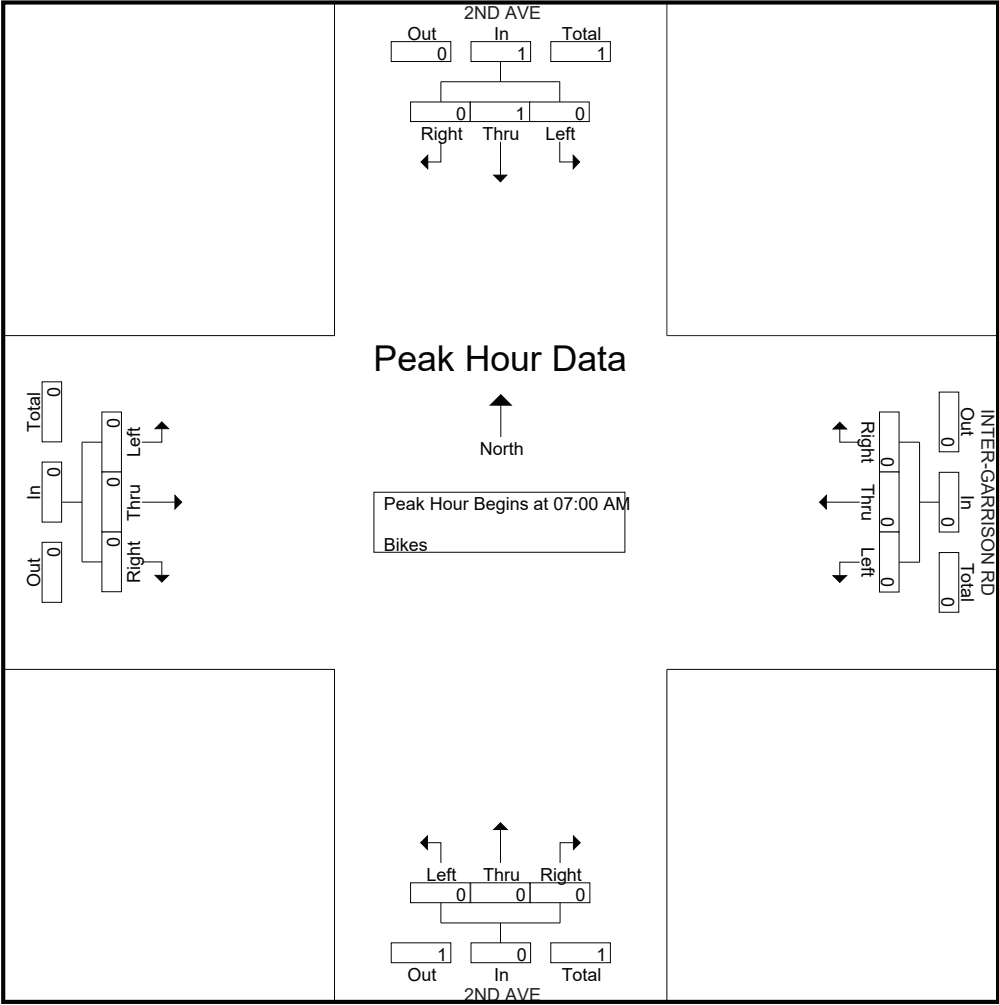 2ND AVE
Out In Total
0 1 1
0 1 0
Right Thru Left
Peak Hour Data
North
Peak Hour Begins at 07:00 AM
Bikes
Total In Out
0 0 0
0 0 0
Left Thru Right
INTER-GARRISON RD
Out In Total
0 0 0
Right Thru Left
0 0 0
Left Thru Right
0 0 0
1 0 1
Out In Total
2ND AVE